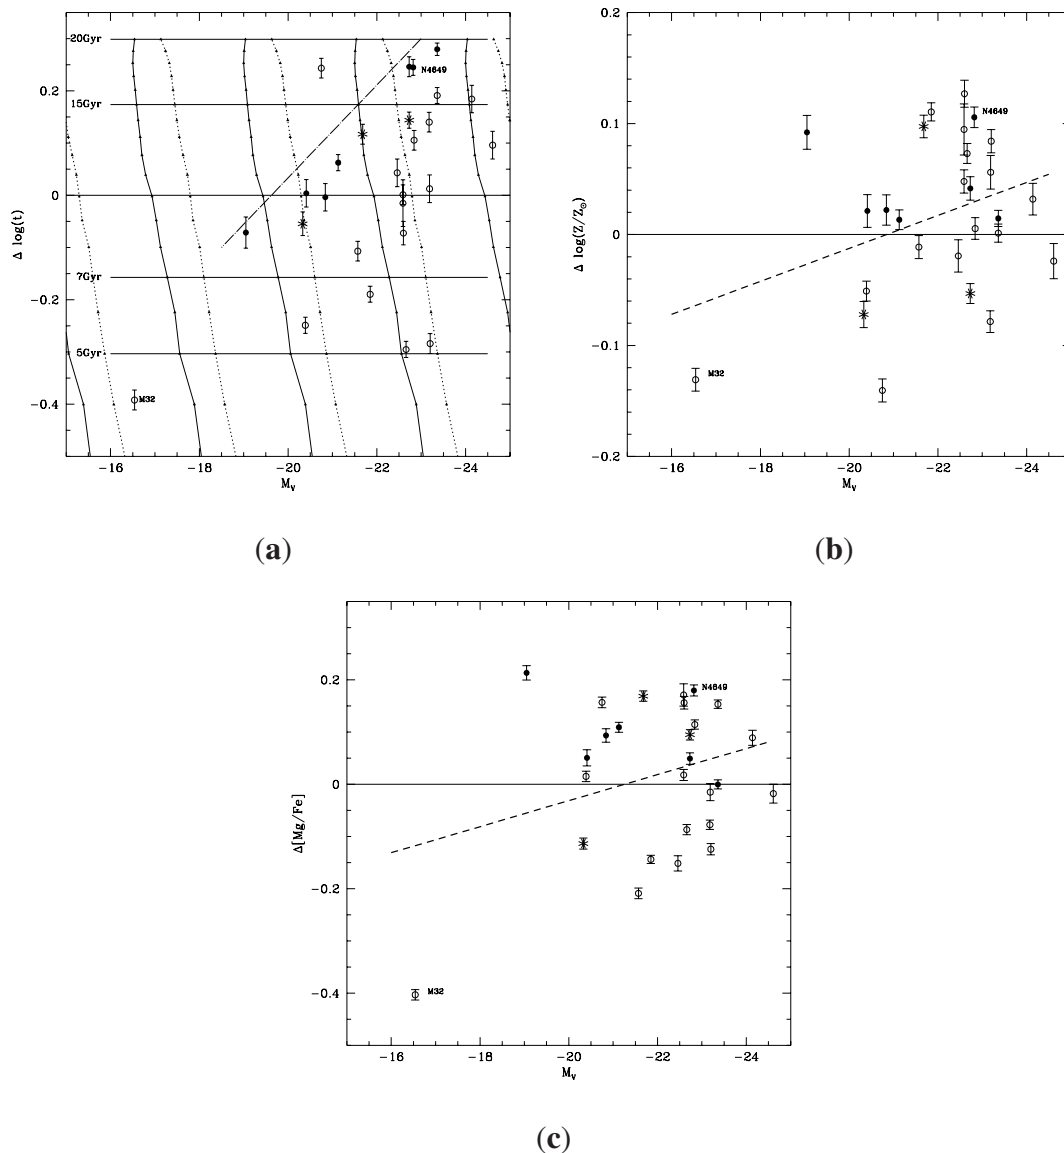 20Gyr
N4649
0.2
15Gyr
0
Δ log(t)
7Gyr
−0.2
5Gyr
−0.4
M32
−16 −18 −20 −22 −24
M_V
(a)
0.2
0.1
N4649
Δ log(Z/Z⊙)
0
−0.1
M32
−0.2
−16 −18 −20 −22 −24
M_V
(b)
0.2
N4649
0
Δ[Mg/Fe]
−0.2
−0.4
M32
−16 −18 −20 −22 −24
M_V
(c)